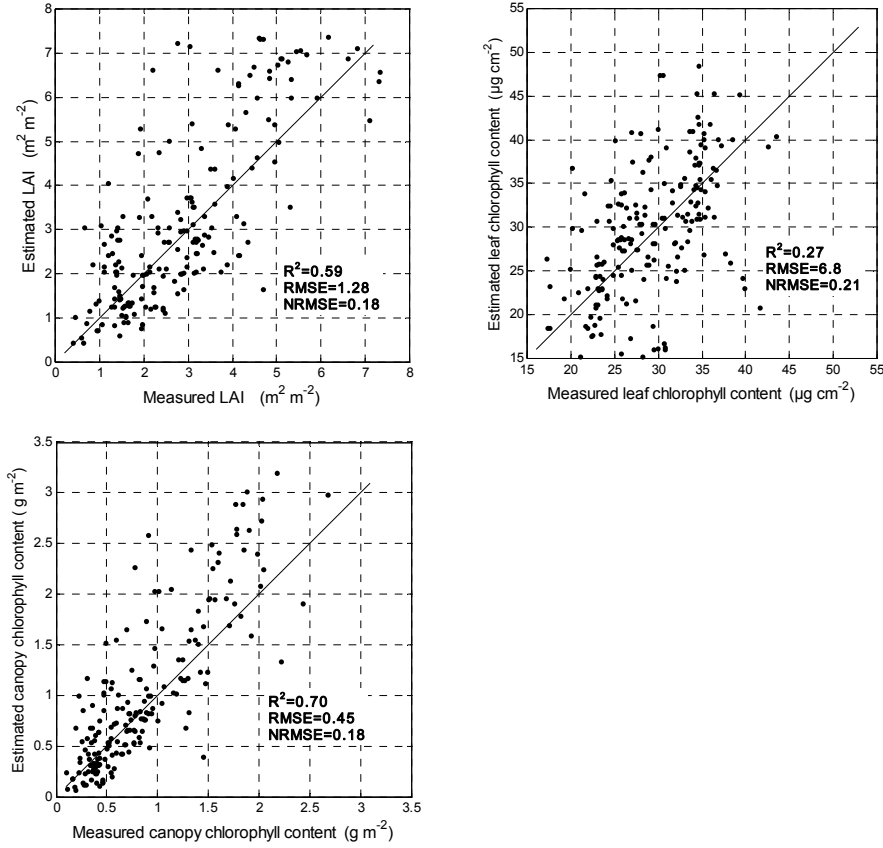 8
7
6
5
4
3
2
1
0
0 1 2 3 4 5 6 7 8
Estimated LAI (m² m⁻²)
Measured LAI (m² m⁻²)
R²=0.59
RMSE=1.28
NRMSE=0.18
55
50
45
40
35
30
25
20
15
15 20 25 30 35 40 45 50 55
Estimated leaf chlorophyll content (µg cm⁻²)
Measured leaf chlorophyll content (µg cm⁻²)
R²=0.27
RMSE=6.8
NRMSE=0.21
3.5
3
2.5
2
1.5
1
0.5
0
0 0.5 1 1.5 2 2.5 3 3.5
Estimated canopy chlorophyll content ( g m⁻²)
Measured canopy chlorophyll content (g m⁻²)
R²=0.70
RMSE=0.45
NRMSE=0.18